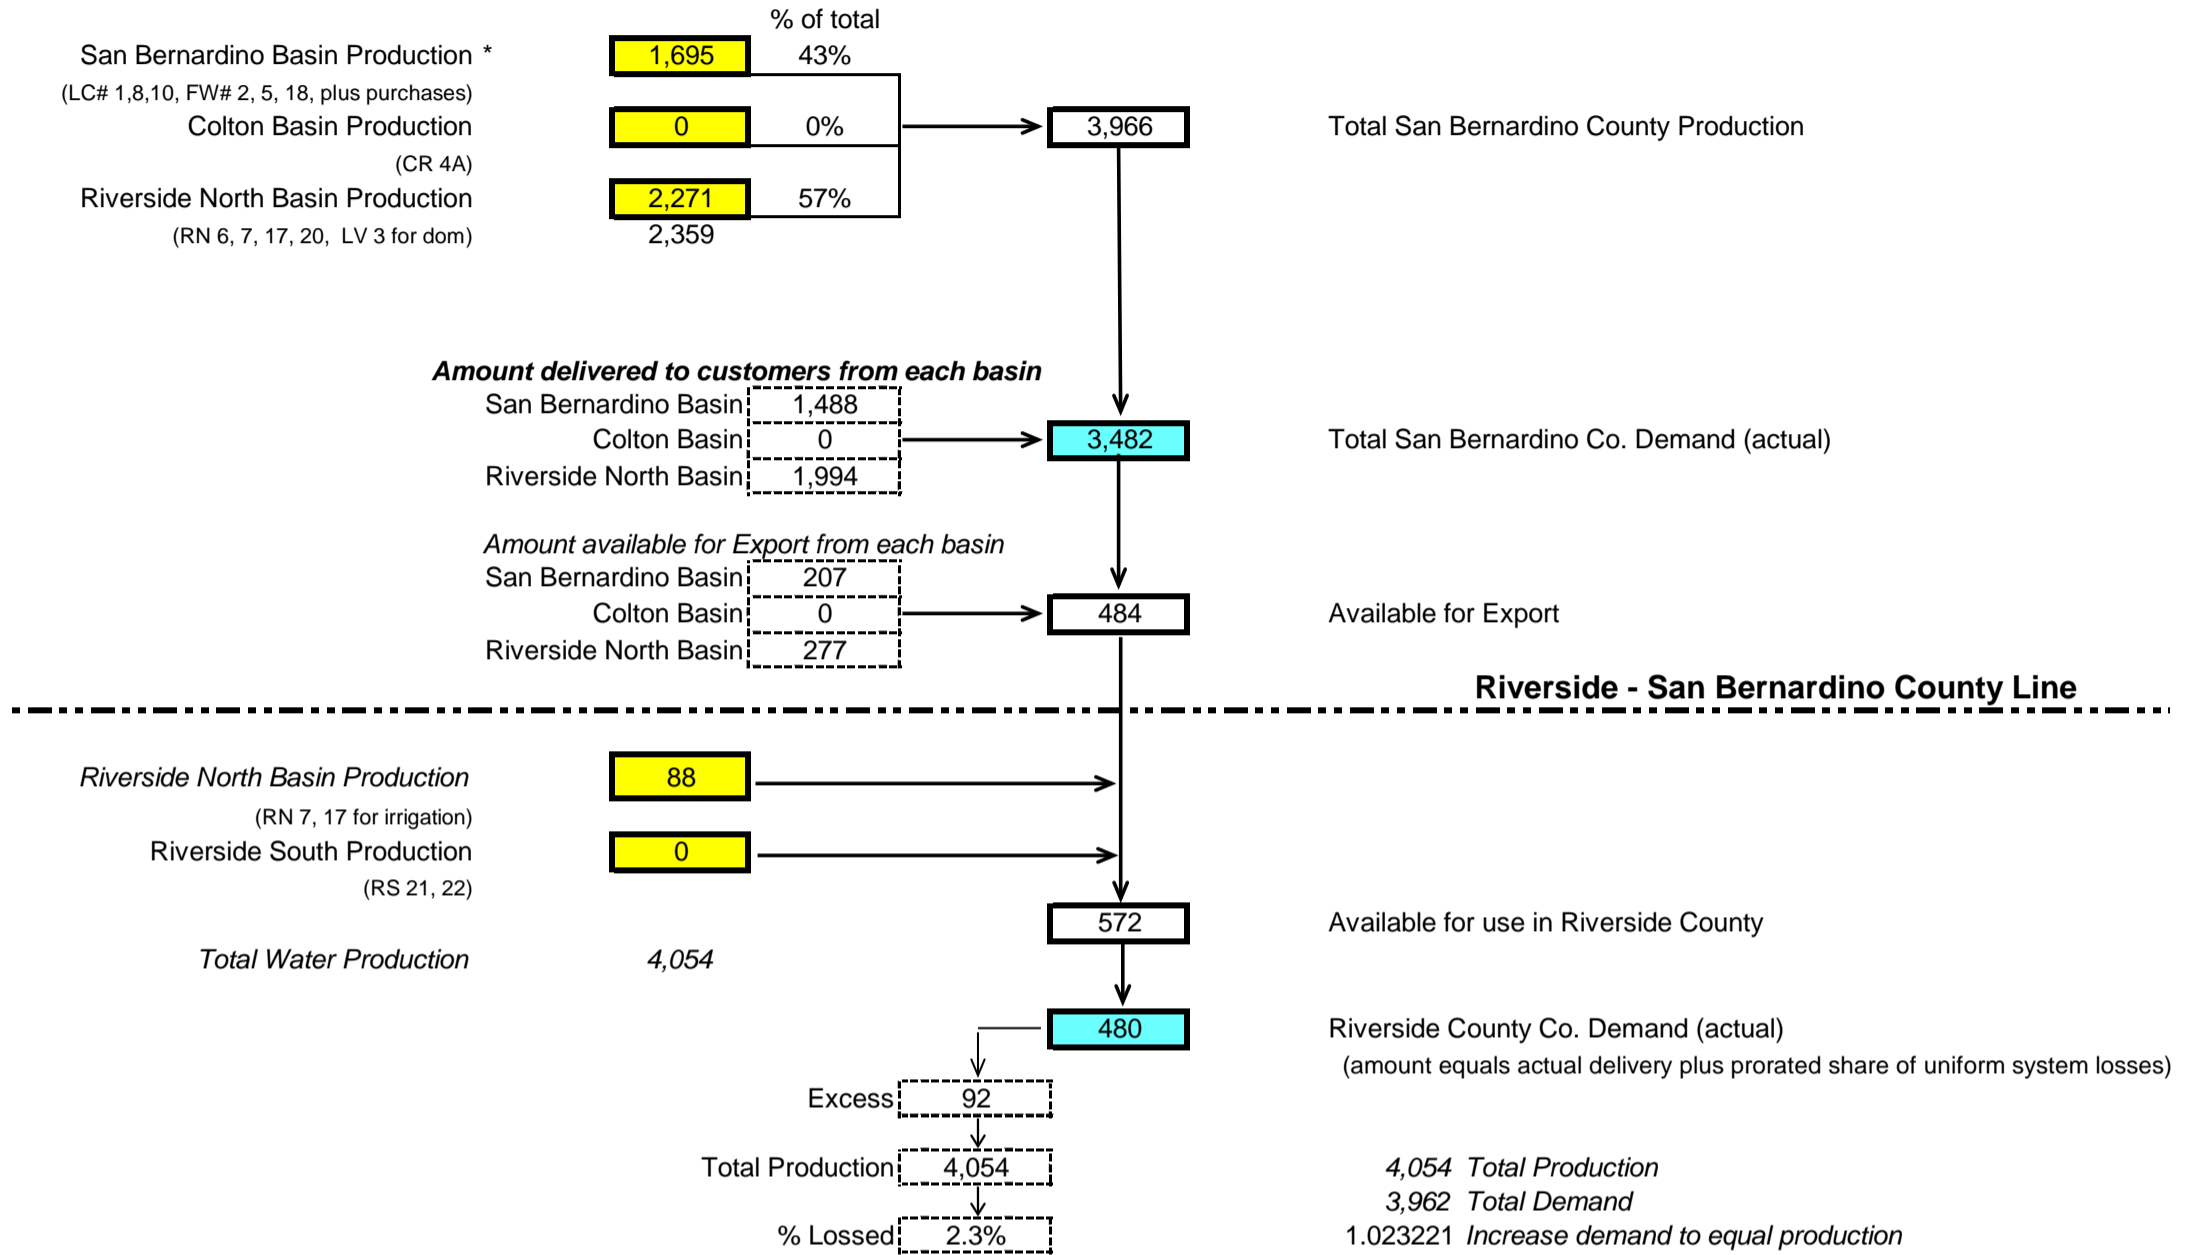 % of total
San Bernardino Basin Production * 1,695 43%
(LC# 1,8,10, FW# 2, 5, 18, plus purchases)
Colton Basin Production 0 0% 3,966 Total San Bernardino County Production
(CR 4A)
Riverside North Basin Production 2,271 57%
(RN 6, 7, 17, 20, LV 3 for dom) 2,359
Amount delivered to customers from each basin
San Bernardino Basin 1,488
Colton Basin 0 3,482 Total San Bernardino Co. Demand (actual)
Riverside North Basin 1,994
Amount available for Export from each basin
San Bernardino Basin 207
Colton Basin 0 484 Available for Export
Riverside North Basin 277
Riverside - San Bernardino County Line
Riverside North Basin Production 88
(RN 7, 17 for irrigation)
Riverside South Production 0
(RS 21, 22)
572 Available for use in Riverside County
Total Water Production 4,054
480 Riverside County Co. Demand (actual)
(amount equals actual delivery plus prorated share of uniform system losses)
Excess 92
Total Production 4,054 4,054 Total Production
3,962 Total Demand
% Lossed 2.3% 1.023221 Increase demand to equal production